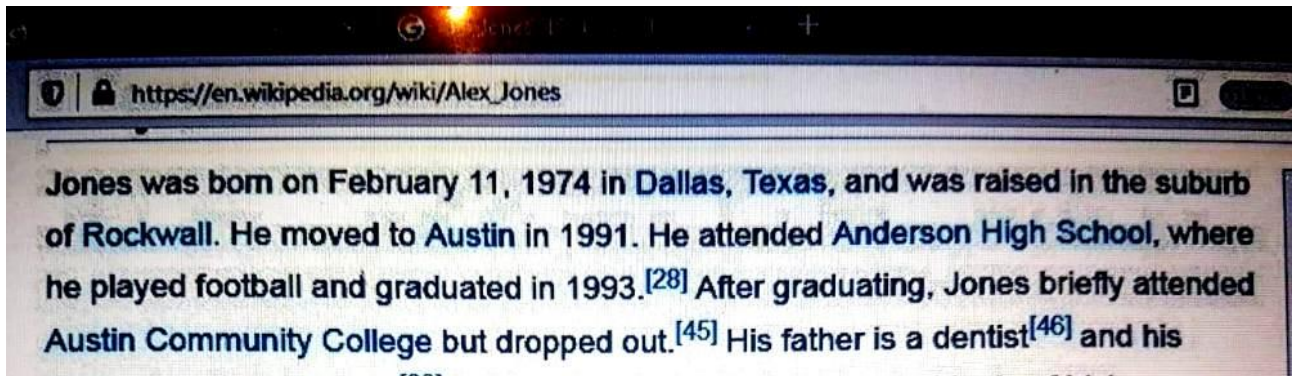 https://en.wikipedia.org/wiki/Alex_Jones
Jones was born on February 11, 1974 in Dallas, Texas, and was raised in the suburb
of Rockwall. He moved to Austin in 1991. He attended Anderson High School, where
he played football and graduated in 1993.[28] After graduating, Jones briefly attended
Austin Community College but dropped out.[45] His father is a dentist[46] and his